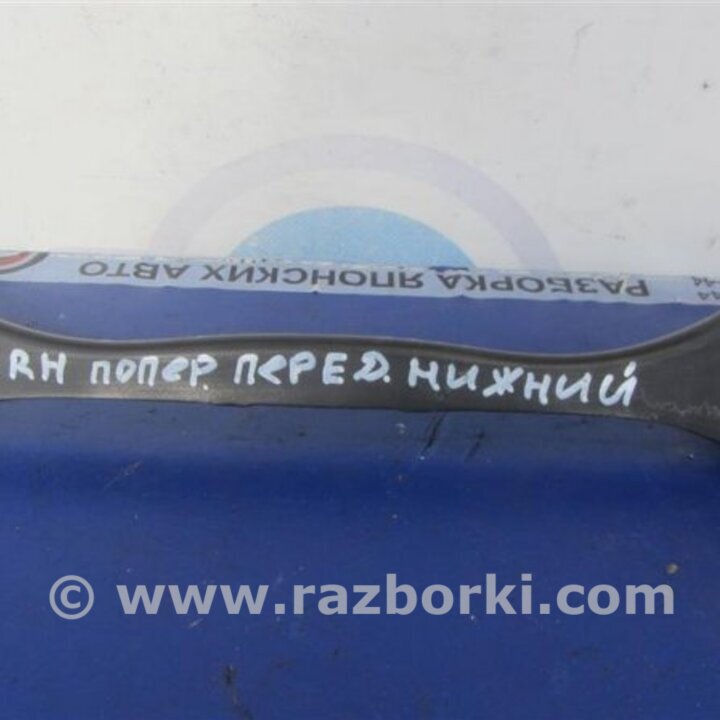 РАЗБОРКА ЯПОНСКИХ АВТО
RH ПОПЕР. ПЕРЕД. НИЖНИЙ
© www.razborki.com